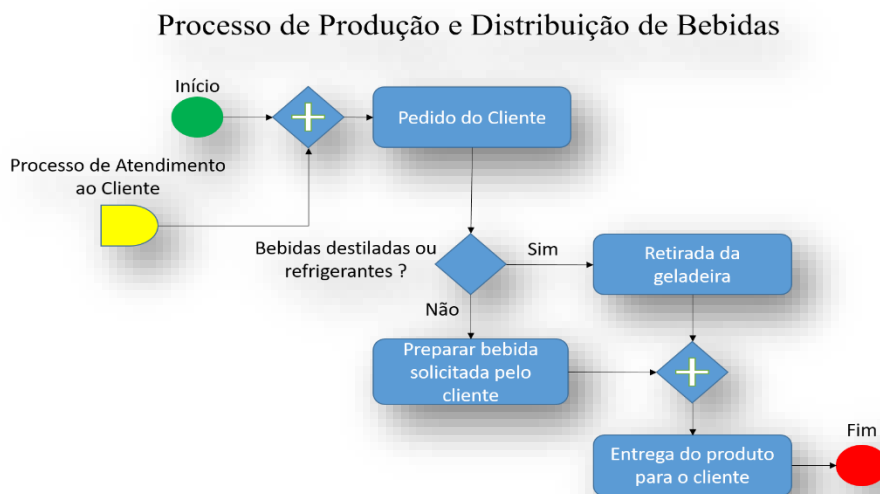 Processo de Produção e Distribuição de Bebidas
Início
Pedido do Cliente
Processo de Atendimento
ao Cliente
Bebidas destiladas ou
refrigerantes ?
Sim
Retirada da
geladeira
Não
Preparar bebida
solicitada pelo
cliente
Entrega do produto
para o cliente
Fim